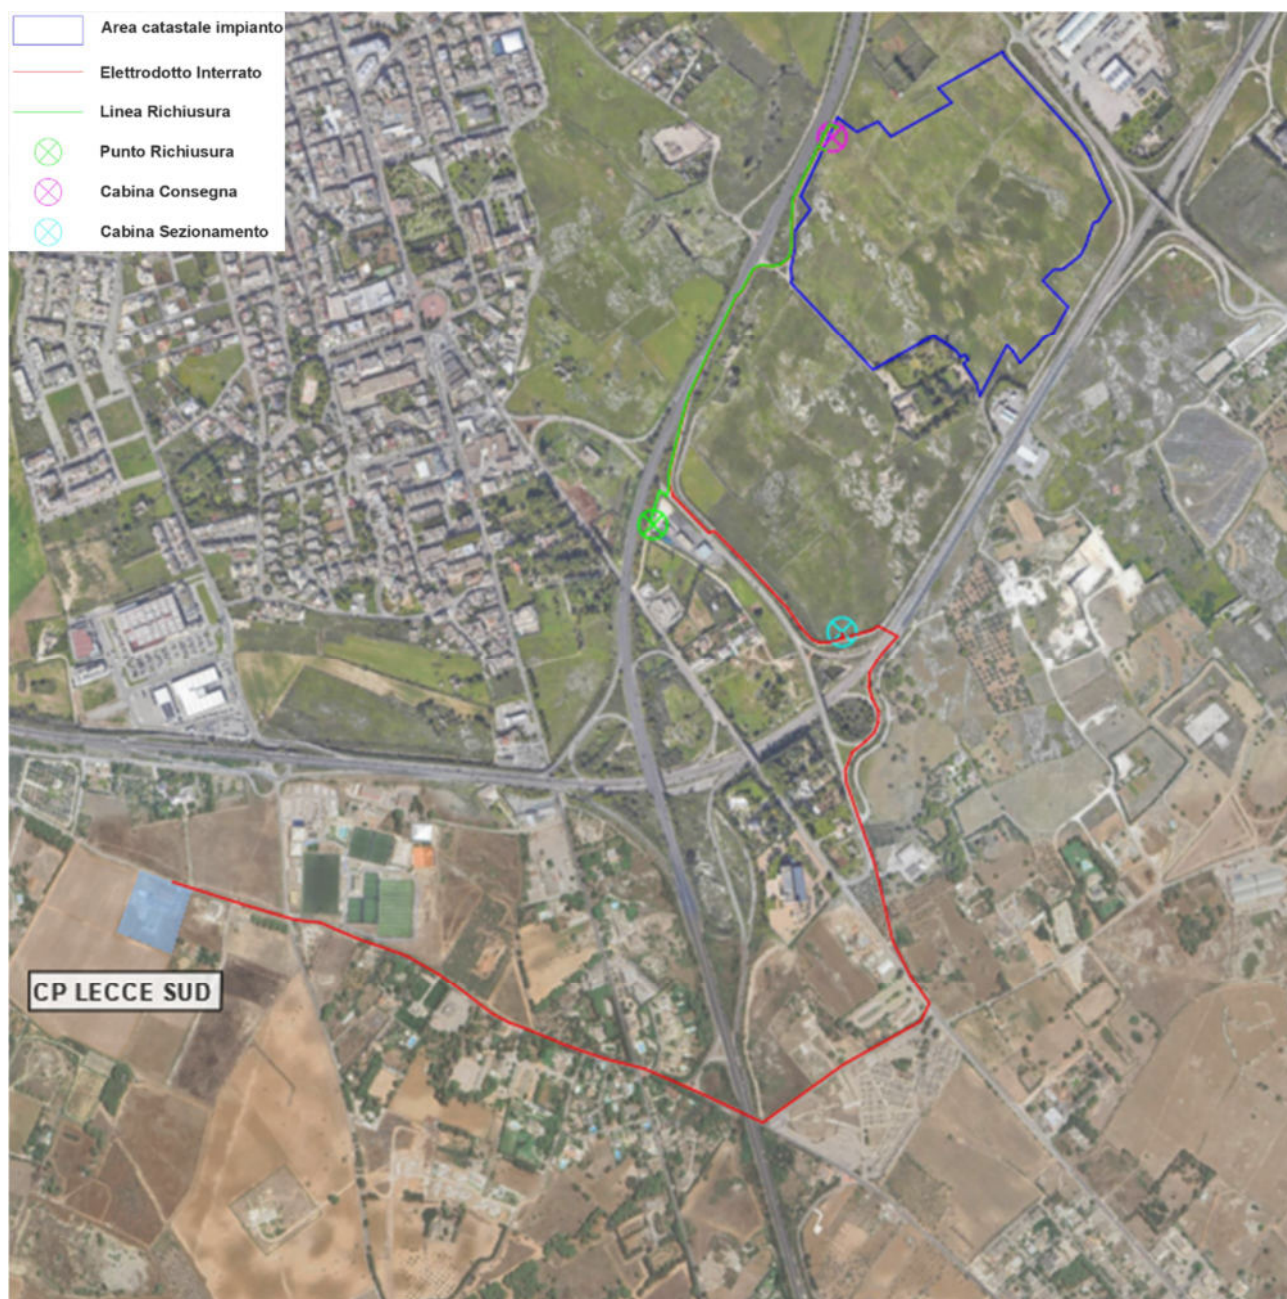 Area catastale impianto
Elettrodotto Interrato
Linea Richiusura
Punto Richiusura
Cabina Consegna
Cabina Sezionamento
CP LECCE SUD